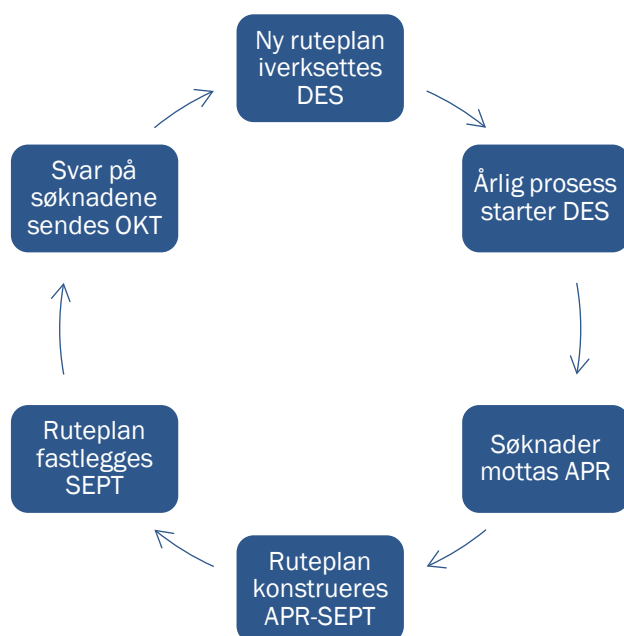 Ny ruteplan
iverksettes
DES
Årlig prosess
starter DES
Søknader
mottas APR
Ruteplan
konstrueres
APR-SEPT
Ruteplan
fastlegges
SEPT
Svar på
søknadene
sendes OKT